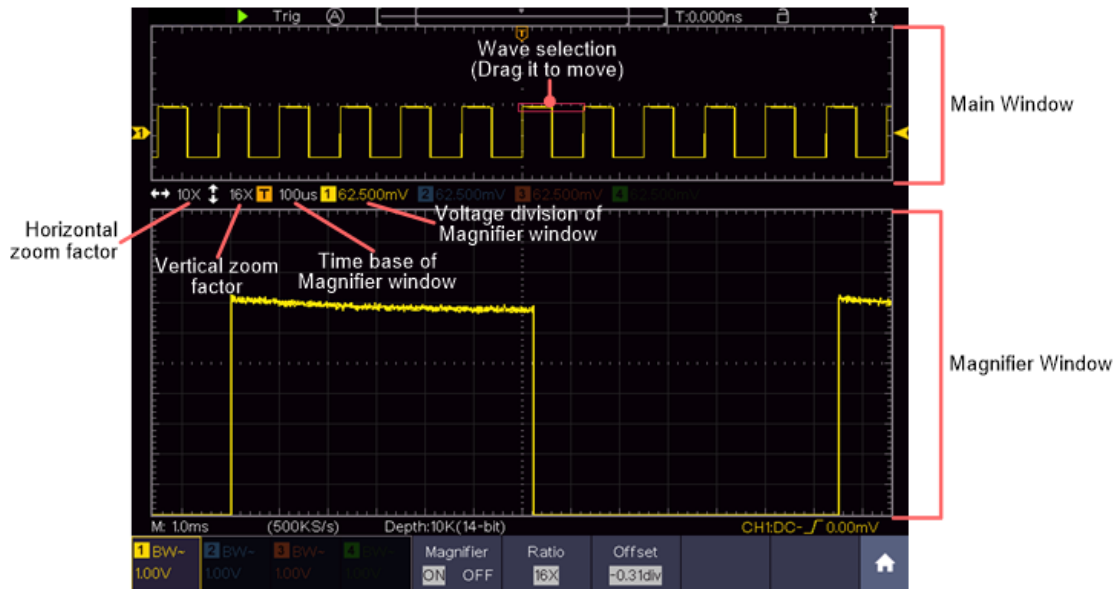 Trig Ⓐ T:0.000ns
T
Wave selection
(Drag it to move)
Main Window
1
10X 16X T 100us 1 62.500mV 2 62.500mV 3 62.500mV 4 62.500mV
Horizontal
zoom factor
Vertical zoom
factor
Time base of
Magnifier window
Voltage division of
Magnifier window
Magnifier Window
M: 1.0ms (500KS/s) Depth:10K(14-bit) CH1:DC- 0.00mV
1 BW~ 2 BW~ 3 BW~ 4 BW~ Magnifier Ratio Offset
1.00V 1.00V 1.00V 1.00V ON OFF 16X -0.31div